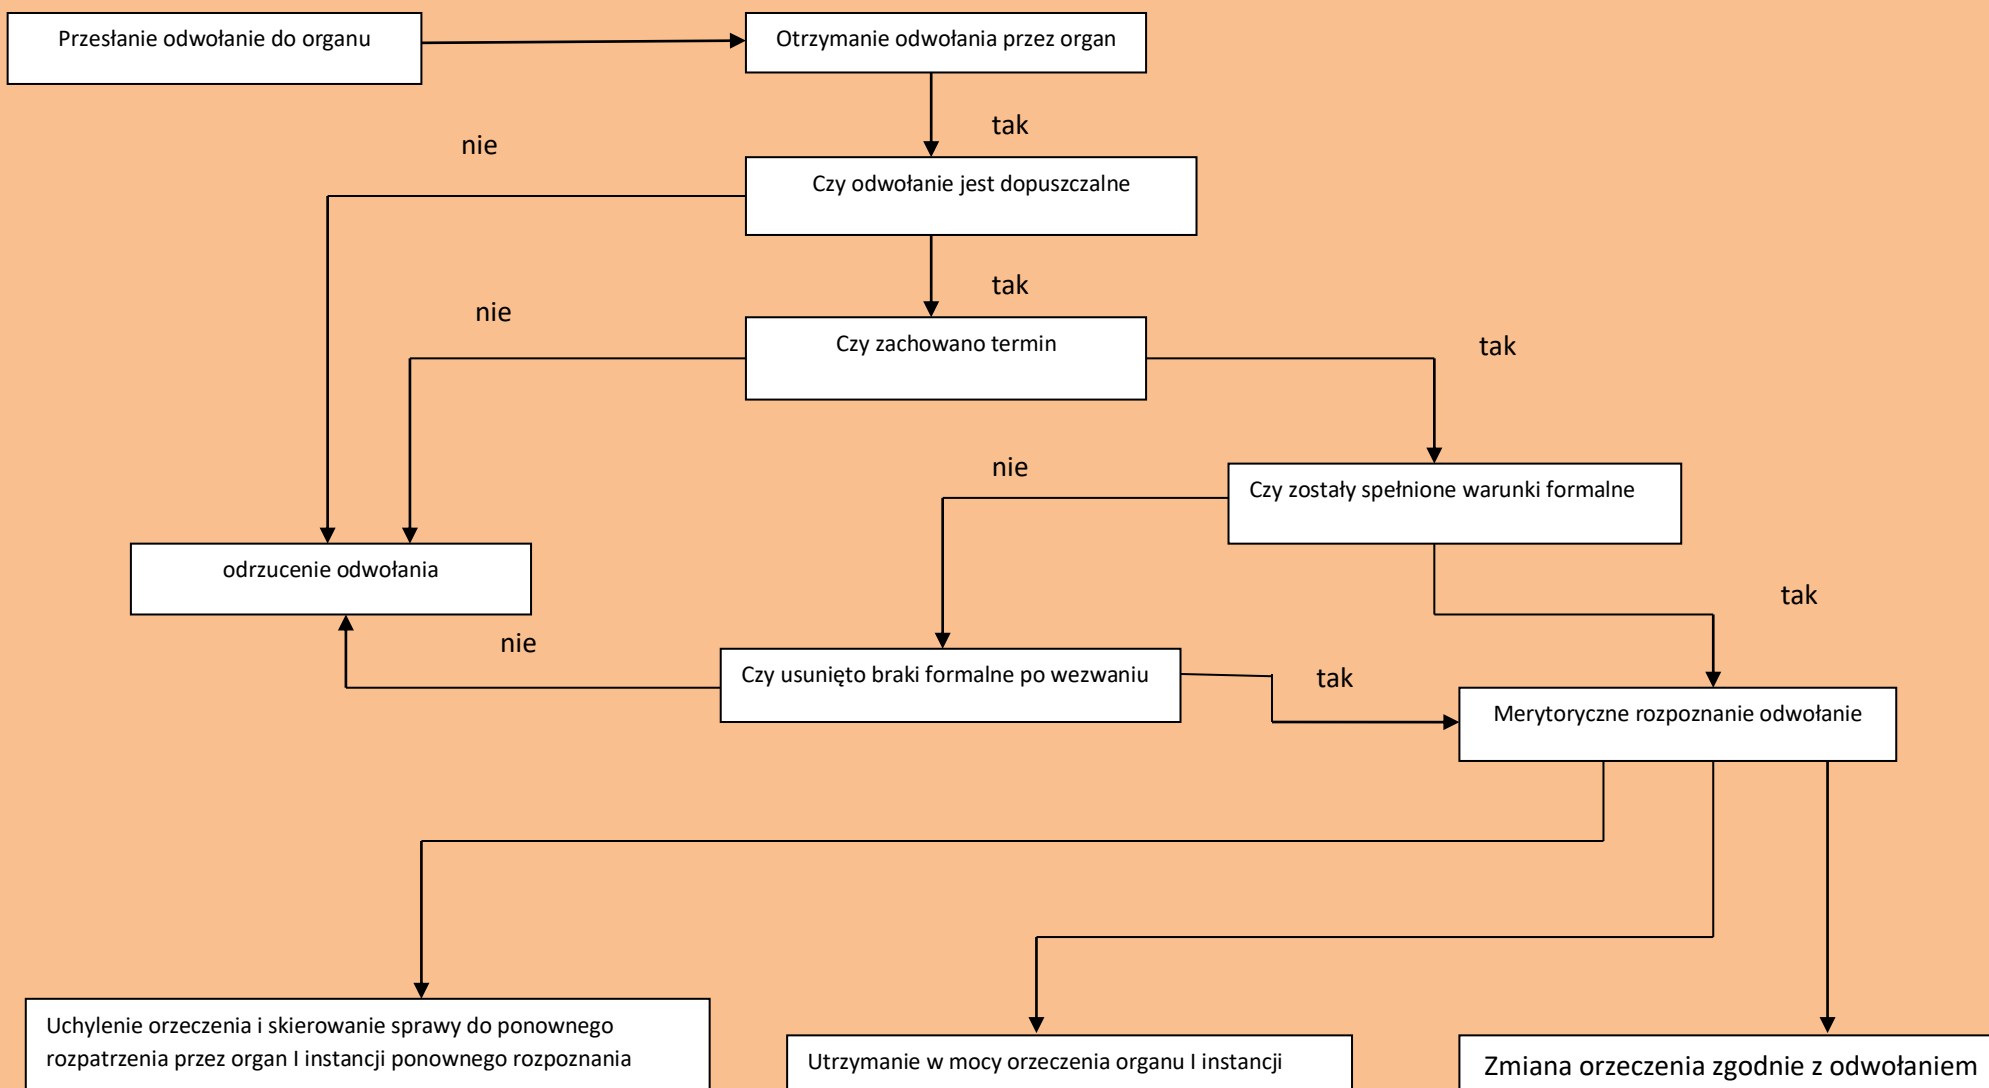 Przesłanie odwołanie do organu
Otrzymanie odwołania przez organ
tak
nie
Czy odwołanie jest dopuszczalne
tak
nie
Czy zachowano termin
tak
nie
Czy zostały spełnione warunki formalne
odrzucenie odwołania
tak
nie
Czy usunięto braki formalne po wezwaniu
tak
Merytoryczne rozpoznanie odwołanie
Uchylenie orzeczenia i skierowanie sprawy do ponownego
rozpatrzenia przez organ I instancji ponownego rozpoznania
Utrzymanie w mocy orzeczenia organu I instancji
Zmiana orzeczenia zgodnie z odwołaniem